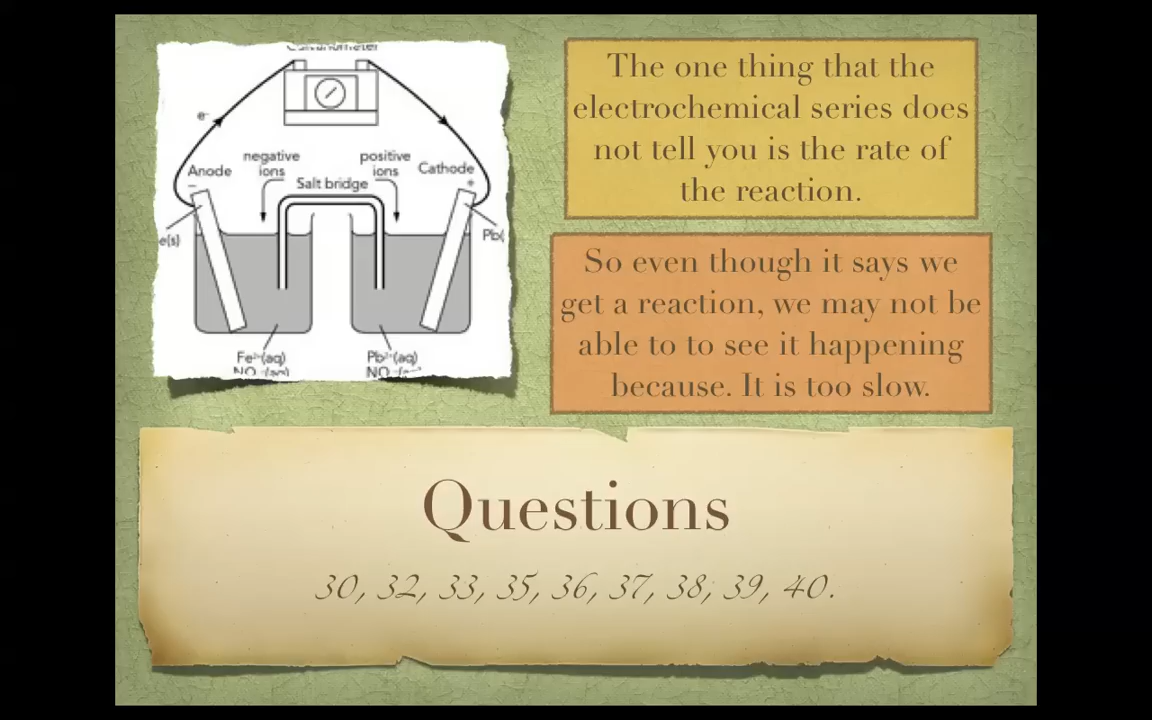 e-
negative
ions
positive
ions
Anode
Cathode
Salt bridge
−
+
e(s)
Pb(
Fe²⁺(aq)
Pb²⁺(aq)
The one thing that the
electrochemical series does
not tell you is the rate of
the reaction.
So even though it says we
get a reaction, we may not be
able to to see it happening
because. It is too slow.
Questions
30, 32, 33, 35, 36, 37, 38, 39, 40.